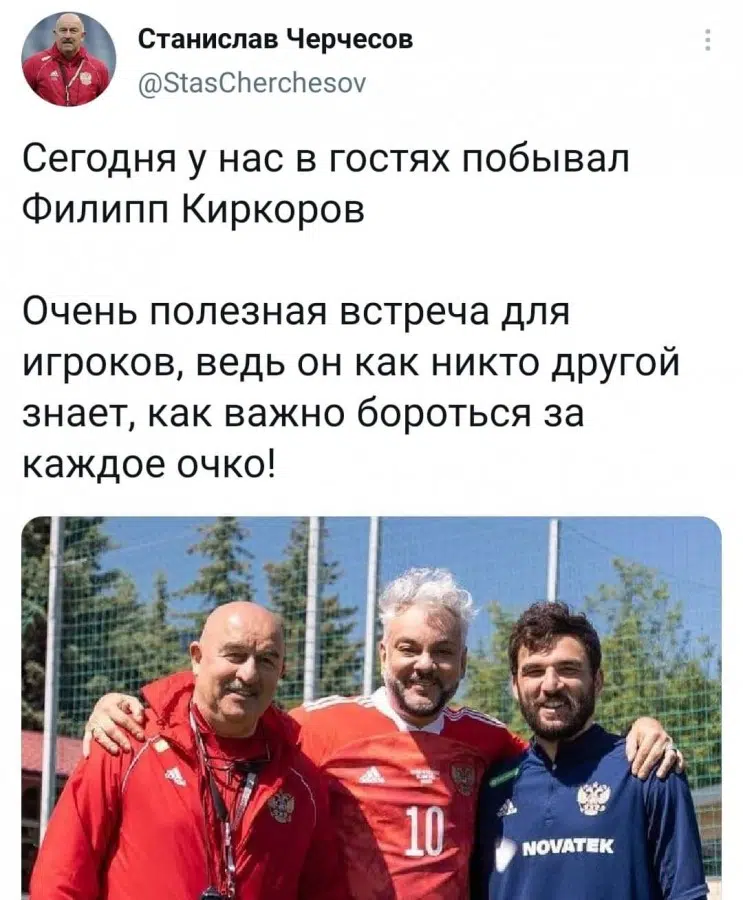 Станислав Черчесов
@StasCherchesov
Сегодня у нас в гостях побывал
Филипп Киркоров
Очень полезная встреча для
игроков, ведь он как никто другой
знает, как важно бороться за
каждое очко!
10
NOVATEK